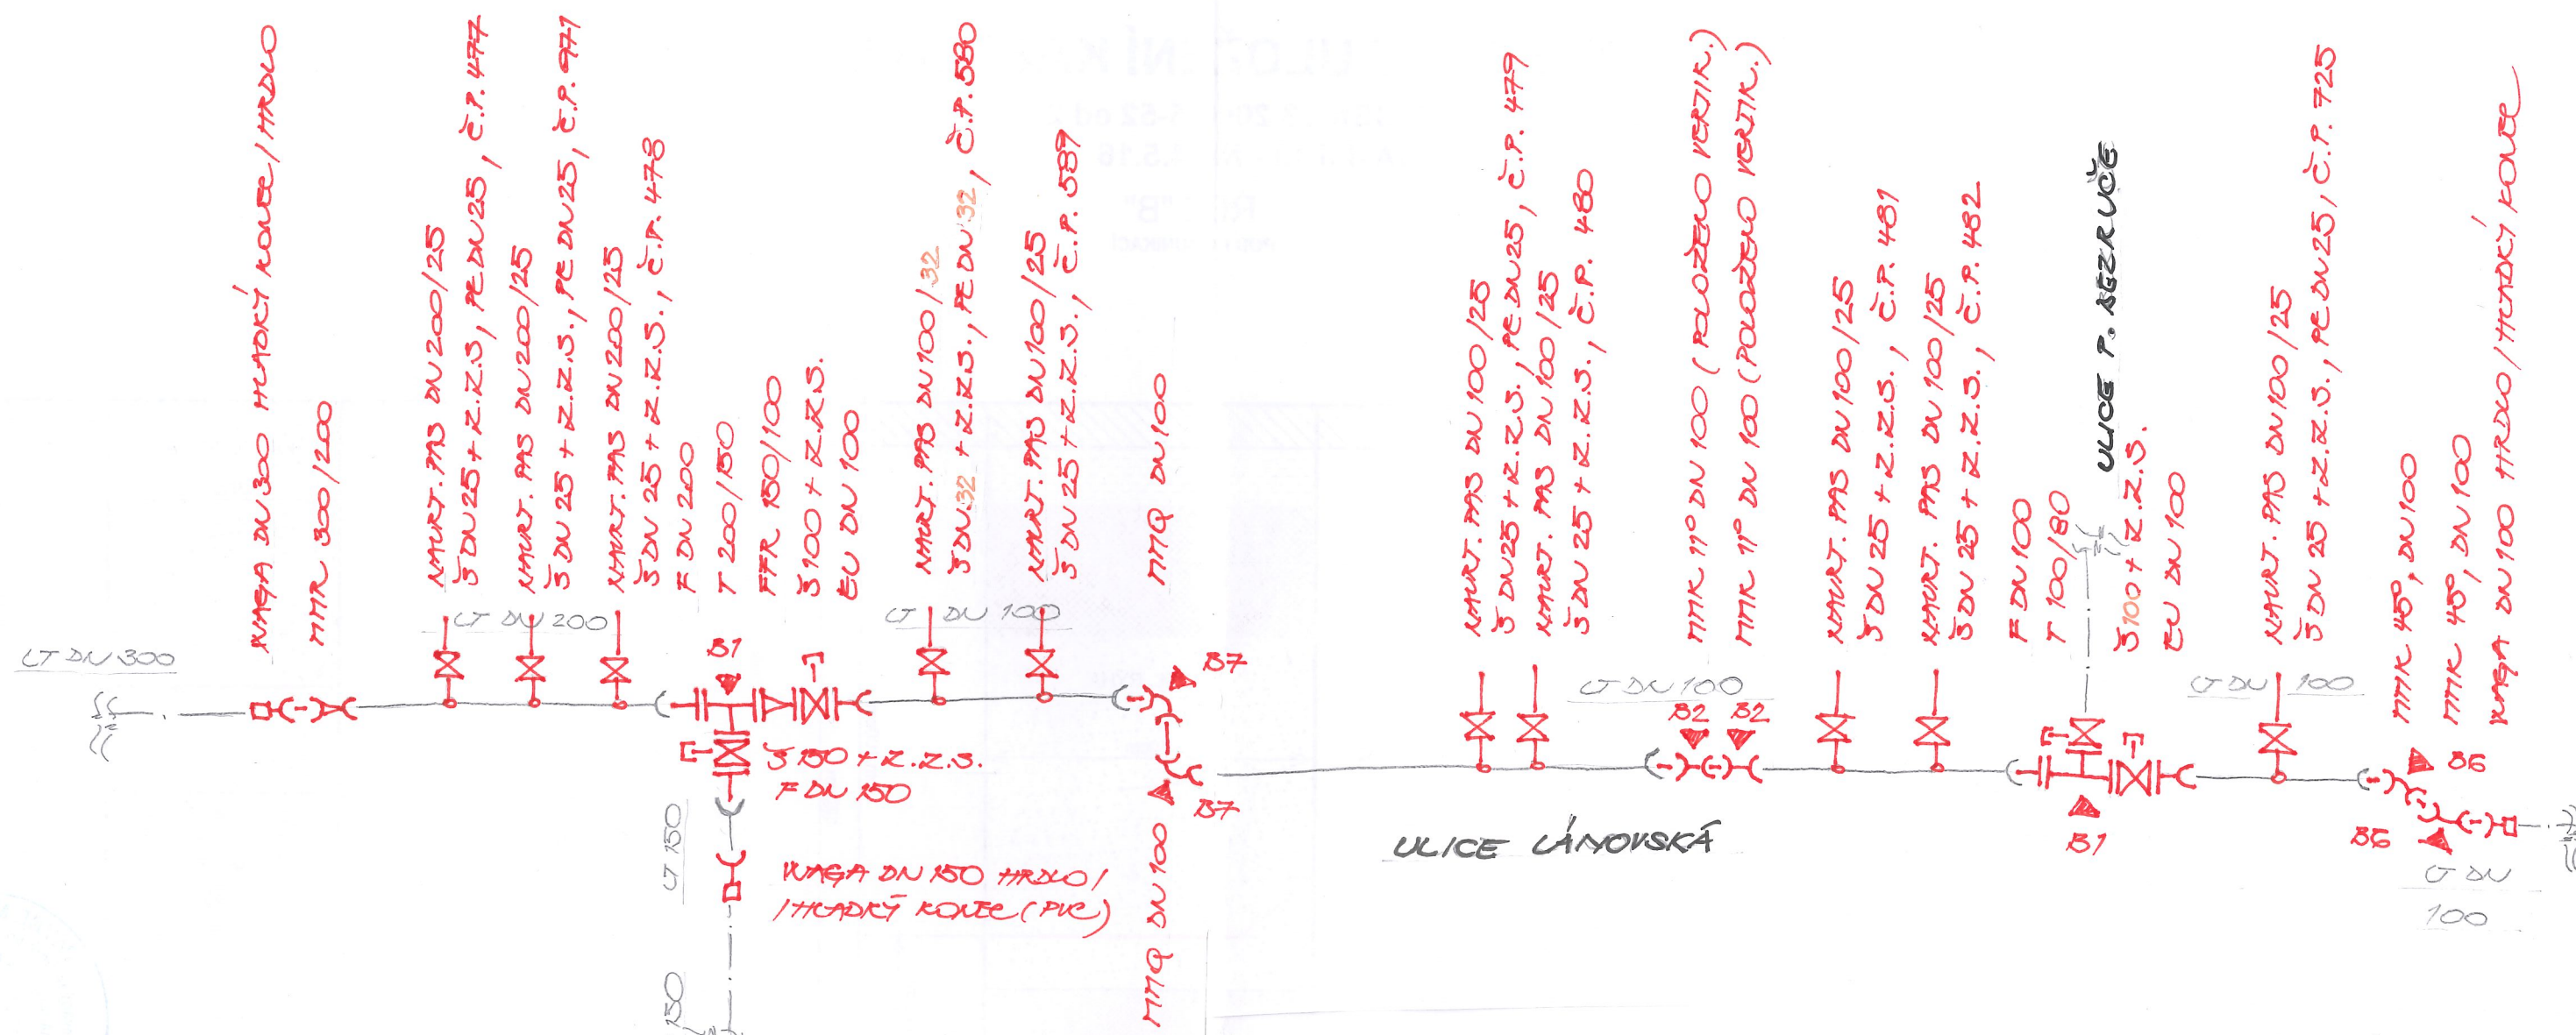 WAGA DN 300 HLADKÝ KONEC/HRDLO
MMR 300/200
NAVRT. PAS DN 200/25
Š DN 25 + Z.Z.S., PE DN 25, Č.P. 477
NAVRT. PAS DN 200/25
Š DN 25 + Z.Z.S., PE DN 25, Č.P. 971
NAVRT. PAS DN 200/25
Š DN 25 + Z.Z.S., Č.P. 478
F DN 200
T 200/150
FFR 150/100
Š 100 + Z.Z.S.
EU DN 100
NAVRT. PAS DN 100/32
Š DN 32 + Z.Z.S., PE DN 32, Č.P. 580
NAVRT. PAS DN 100/25
Š DN 25 + Z.Z.S., Č.P. 589
MMQ DN 100
NAVRT. PAS DN 100/25
Š DN 25 + Z.Z.S., PE DN 25, Č.P. 479
NAVRT. PAS DN 100/25
Š DN 25 + Z.Z.S., Č.P. 480
MMK 11° DN 100 (POLOŽENO VERTIK.)
MMK 11° DN 100 (POLOŽENO VERTIK.)
NAVRT. PAS DN 100/25
Š DN 25 + Z.Z.S., Č.P. 481
NAVRT. PAS DN 100/25
Š DN 25 + Z.Z.S., Č.P. 482
F DN 100
T 100/80
ULICE P. BEZRUČE
Š 100 + Z.Z.S.
EU DN 100
NAVRT. PAS DN 100/25
Š DN 25 + Z.Z.S., PE DN 25, Č.P. 725
MMK 45°, DN 100
MMK 45°, DN 100
WAGA DN 100 HRDLO/HLADKÝ KONEC
LT DN 300
LT DN 200
LT DN 100
LT DN 100
LT DN 100
B1
B7
B7
B2
B2
B1
B6
B6
Š 150 + Z.Z.S.
F DN 150
LT 150
WAGA DN 150 HRDLO/
/HLADKÝ KONEC (PVC)
150
MMQ DN 100
ULICE LÁNOVSKÁ
LT DN
100